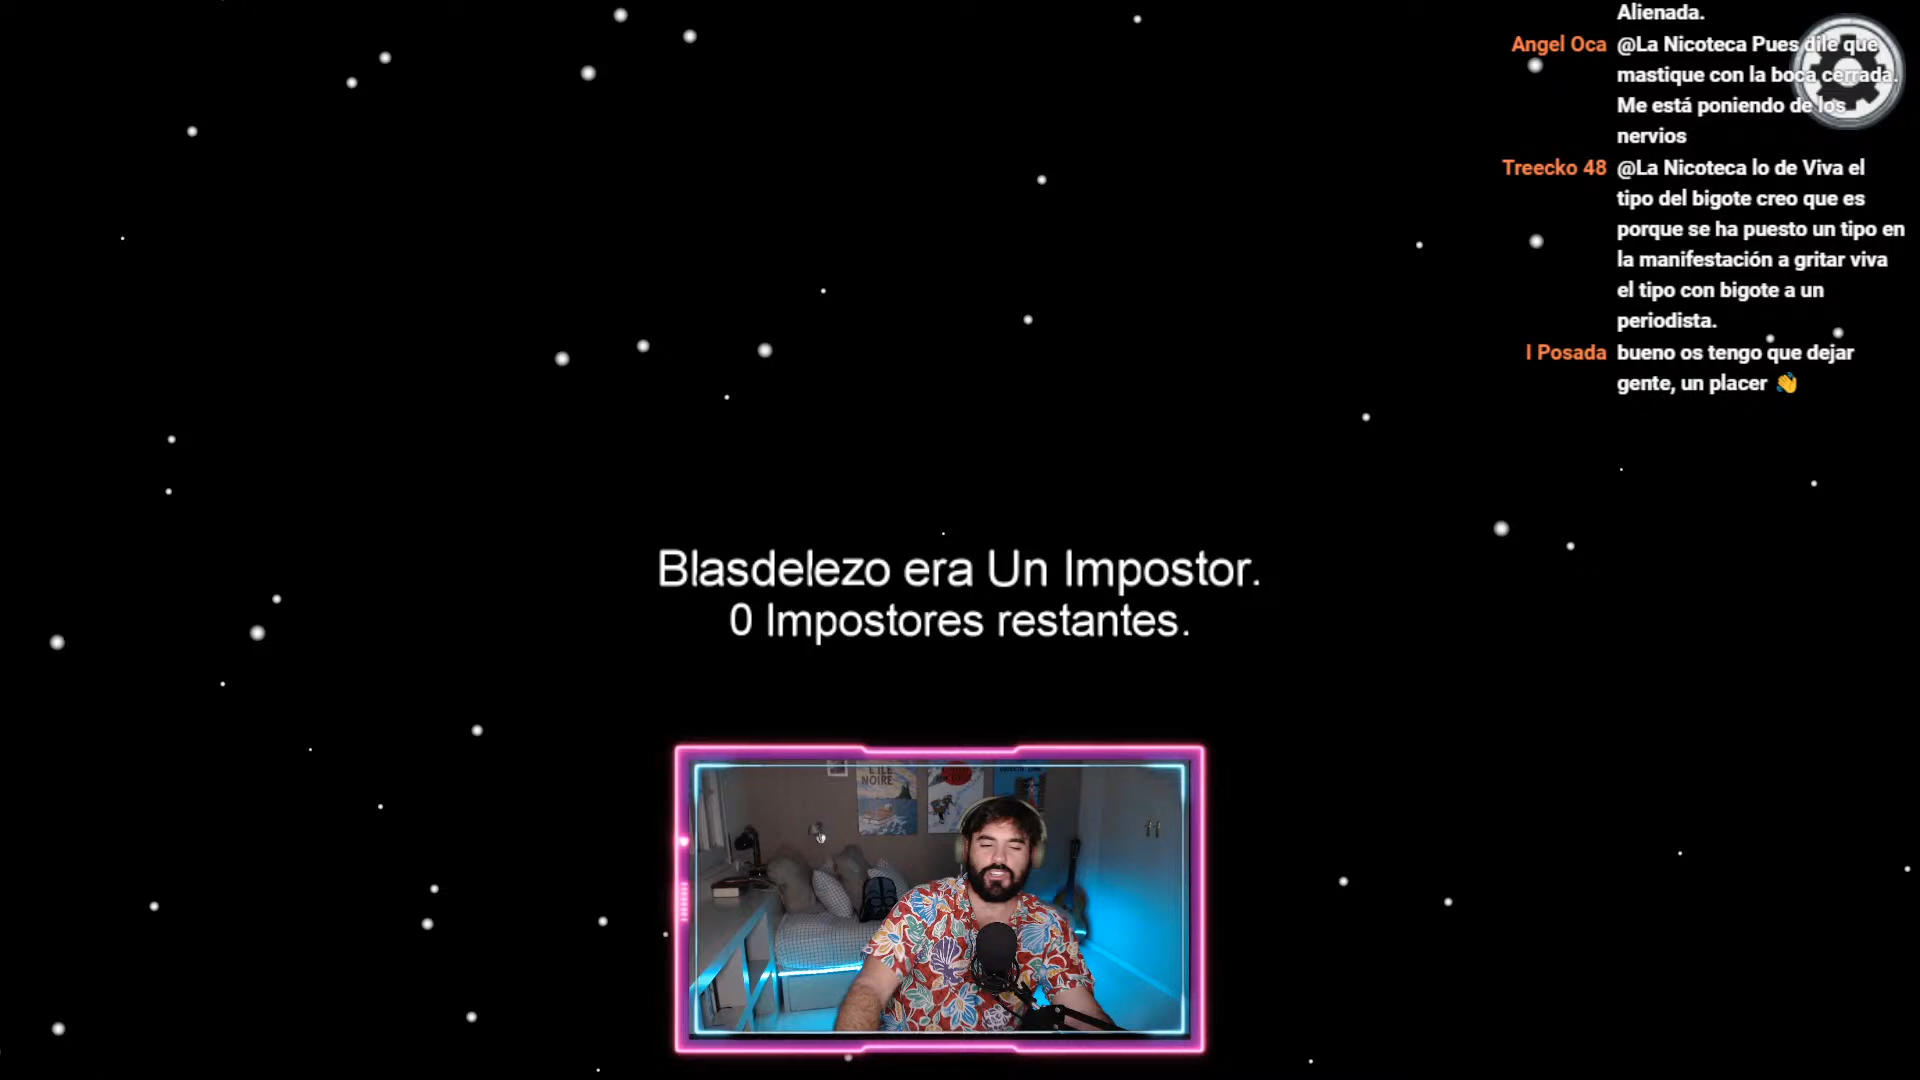 Alienada.
Angel Oca @La Nicoteca Pues dile que
mastique con la boca cerrada.
Me está poniendo de los
nervios
Treecko 48 @La Nicoteca lo de Viva el
tipo del bigote creo que es
porque se ha puesto un tipo en
la manifestación a gritar viva
el tipo con bigote a un
periodista.
I Posada bueno os tengo que dejar
gente, un placer 👋
Blasdelezo era Un Impostor.
0 Impostores restantes.
L'ÎLE
NOIRE